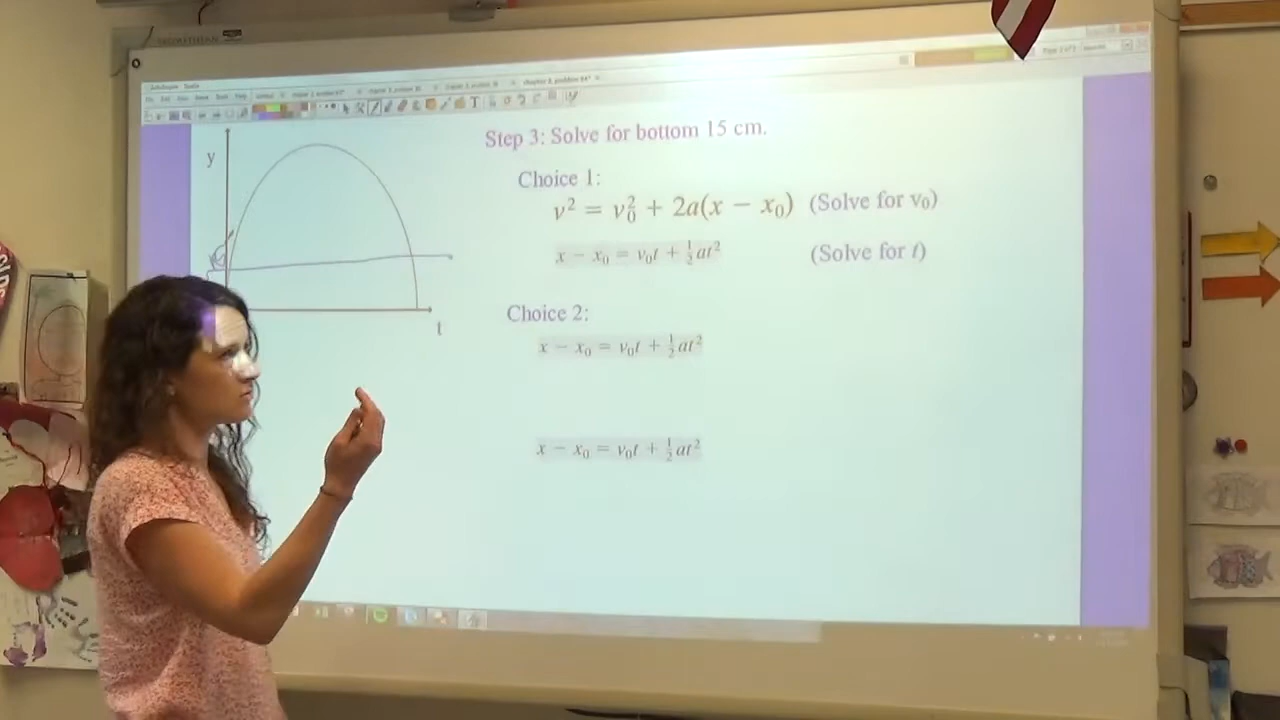 y
t
Step 3: Solve for bottom 15 cm.
Choice 1:
v² = v₀² + 2a(x − x₀) (Solve for v₀)
x − x₀ = v₀t + ½at² (Solve for t)
Choice 2:
x − x₀ = v₀t + ½at²
x − x₀ = v₀t + ½at²